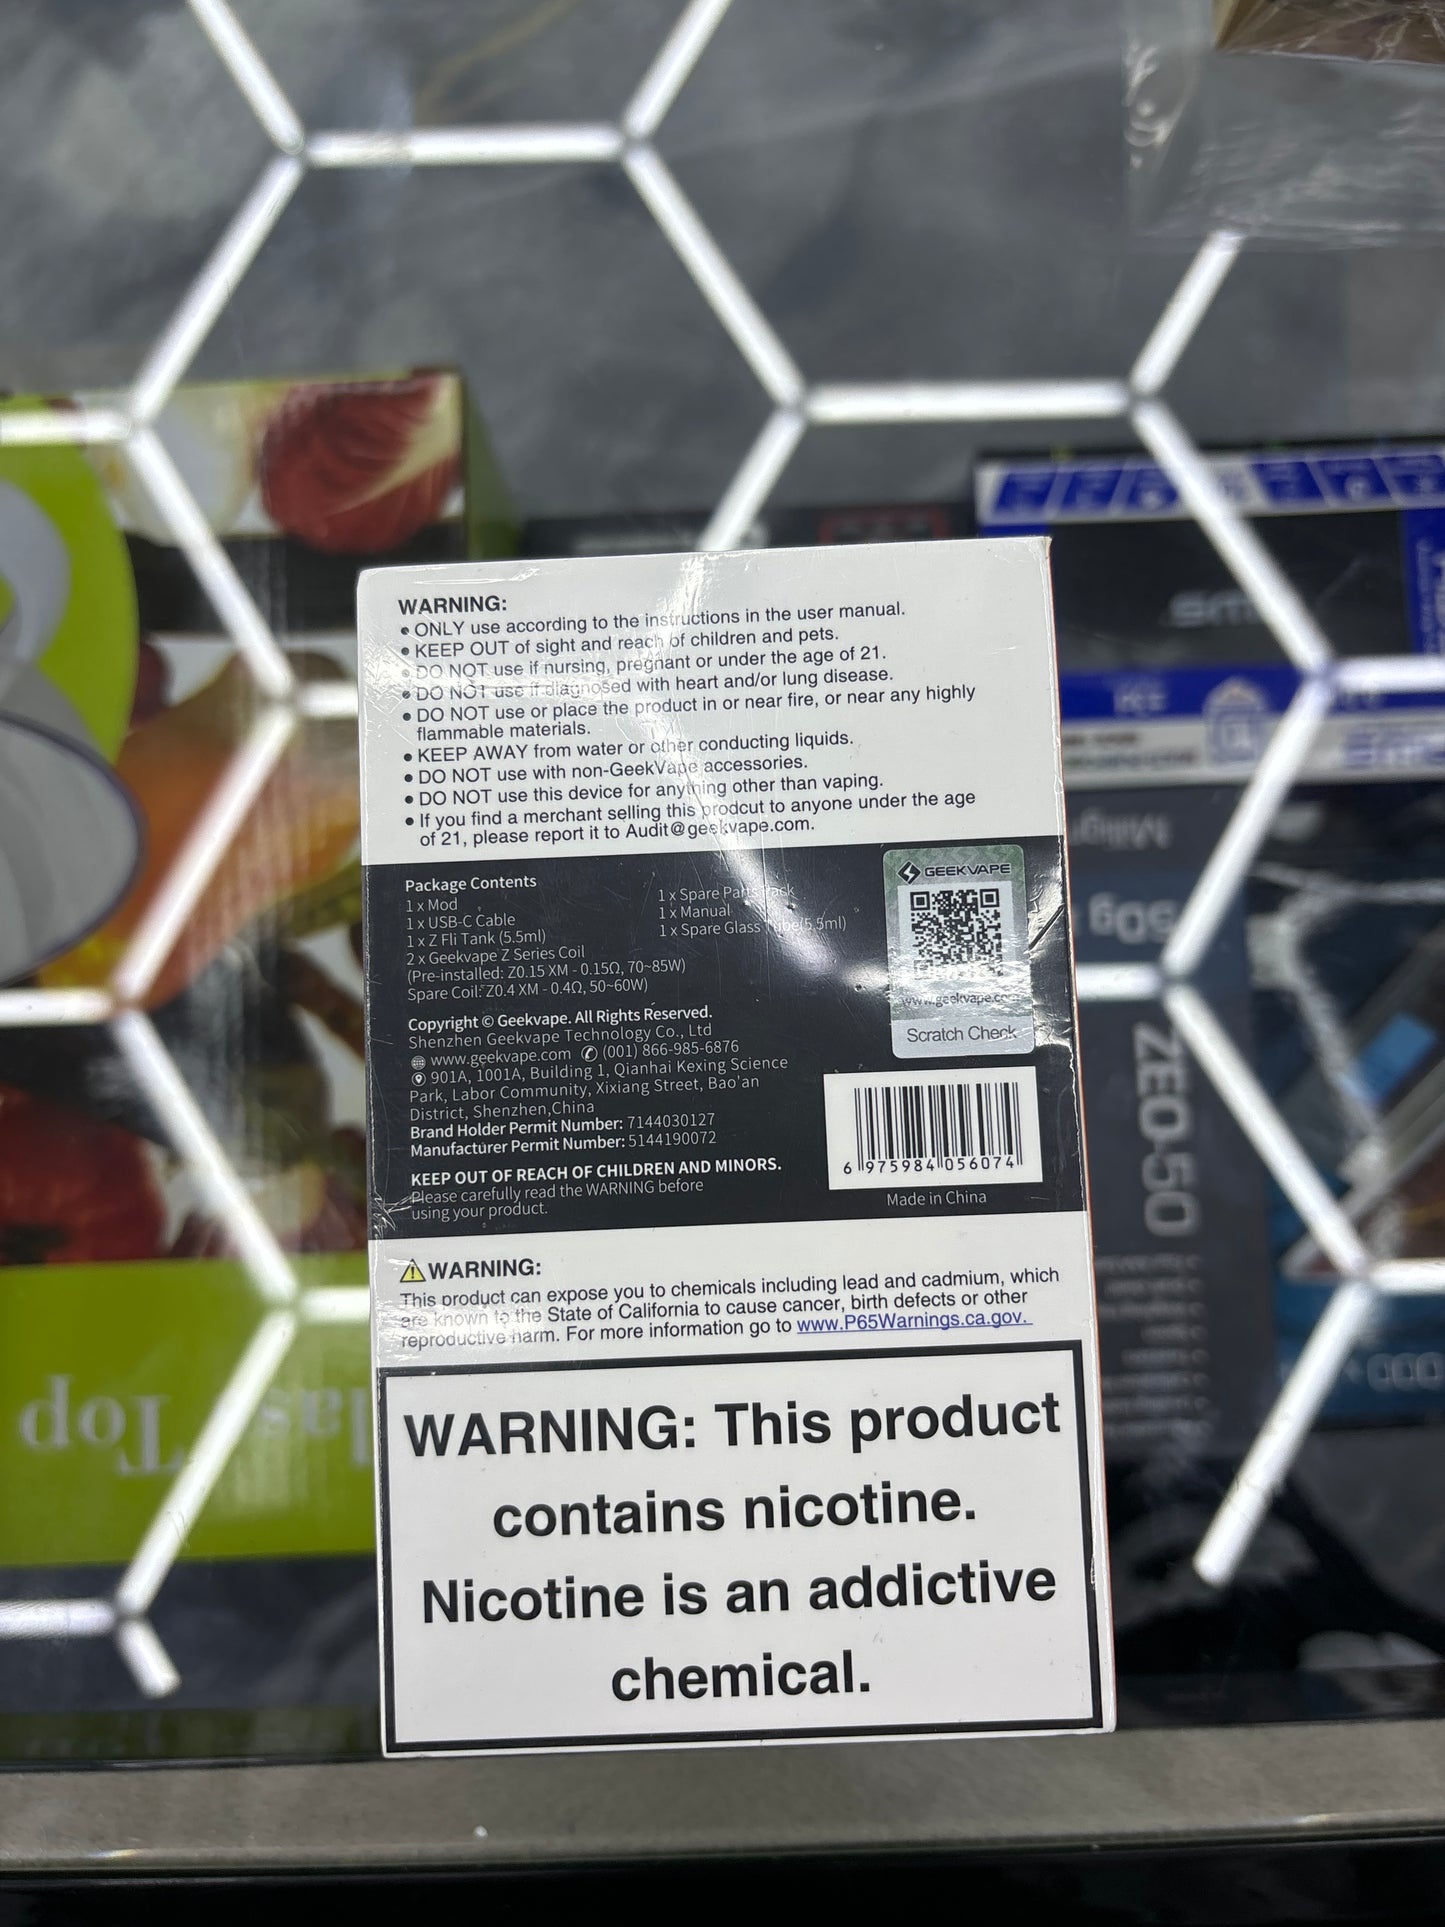 WARNING:
• ONLY use according to the instructions in the user manual.
• KEEP OUT of sight and reach of children and pets.
• DO NOT use if nursing, pregnant or under the age of 21.
• DO NOT use if diagnosed with heart and/or lung disease.
• DO NOT use or place the product in or near fire, or near any highly
flammable materials.
• KEEP AWAY from water or other conducting liquids.
• DO NOT use with non-GeekVape accessories.
• DO NOT use this device for anything other than vaping.
• If you find a merchant selling this prodcut to anyone under the age
of 21, please report it to Audit@geekvape.com.
Package Contents
1 x Mod
1 x USB-C Cable
1 x Z Fli Tank (5.5ml)
2 x Geekvape Z Series Coil
(Pre-installed: Z0.15 XM - 0.15Ω, 70~85W)
Spare Coil: Z0.4 XM - 0.4Ω, 50~60W)
1 x Spare Parts Pack
1 x Manual
1 x Spare Glass Tube(5.5ml)
GEEKVAPE
www.geekvape.com
Scratch Check
Copyright © Geekvape. All Rights Reserved.
Shenzhen Geekvape Technology Co., Ltd
www.geekvape.com (001) 866-985-6876
901A, 1001A, Building 1, Qianhai Kexing Science
Park, Labor Community, Xixiang Street, Bao'an
District, Shenzhen,China
Brand Holder Permit Number: 7144030127
Manufacturer Permit Number: 5144190072
KEEP OUT OF REACH OF CHILDREN AND MINORS.
Please carefully read the WARNING before
using your product.
6 975984 056074
Made in China
WARNING:
This product can expose you to chemicals including lead and cadmium, which
are known to the State of California to cause cancer, birth defects or other
reproductive harm. For more information go to www.P65Warnings.ca.gov.
WARNING: This product
contains nicotine.
Nicotine is an addictive
chemical.
ZEO-50
Top